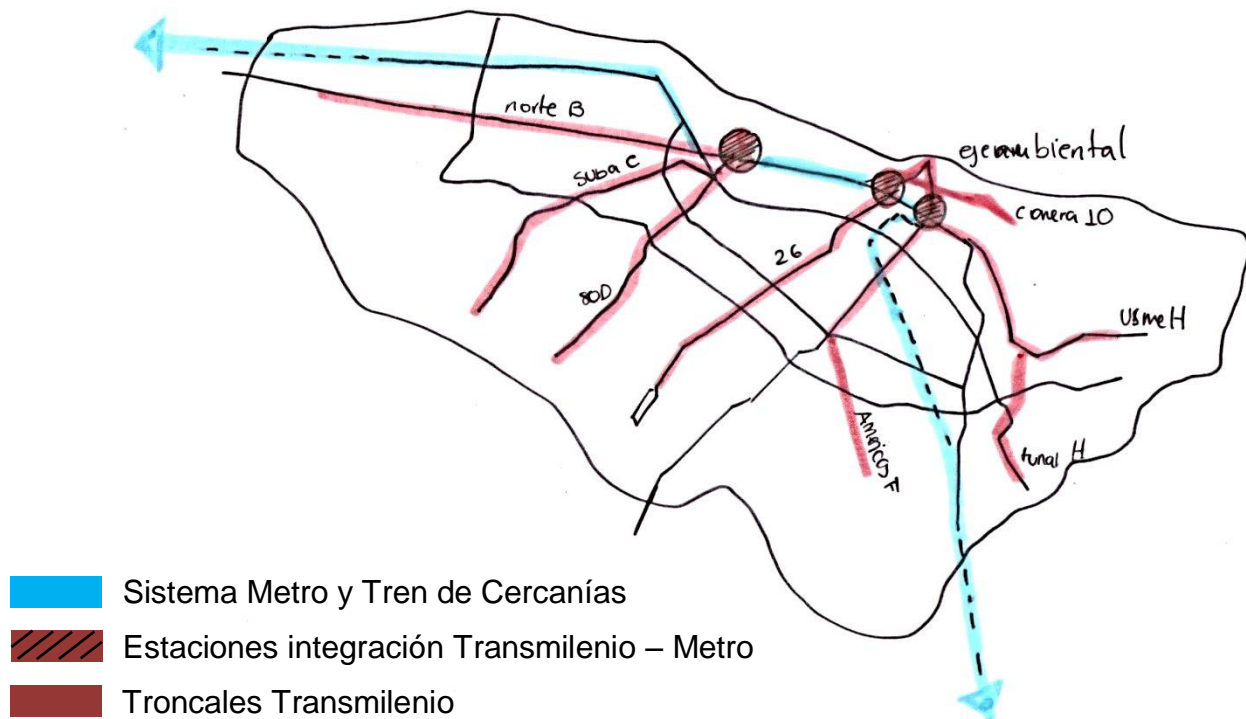 norte B
suba C
80D
26
ejeambiental
carrera 10
usme H
tunal H
Americas F
Sistema Metro y Tren de Cercanías
Estaciones integración Transmilenio – Metro
Troncales Transmilenio